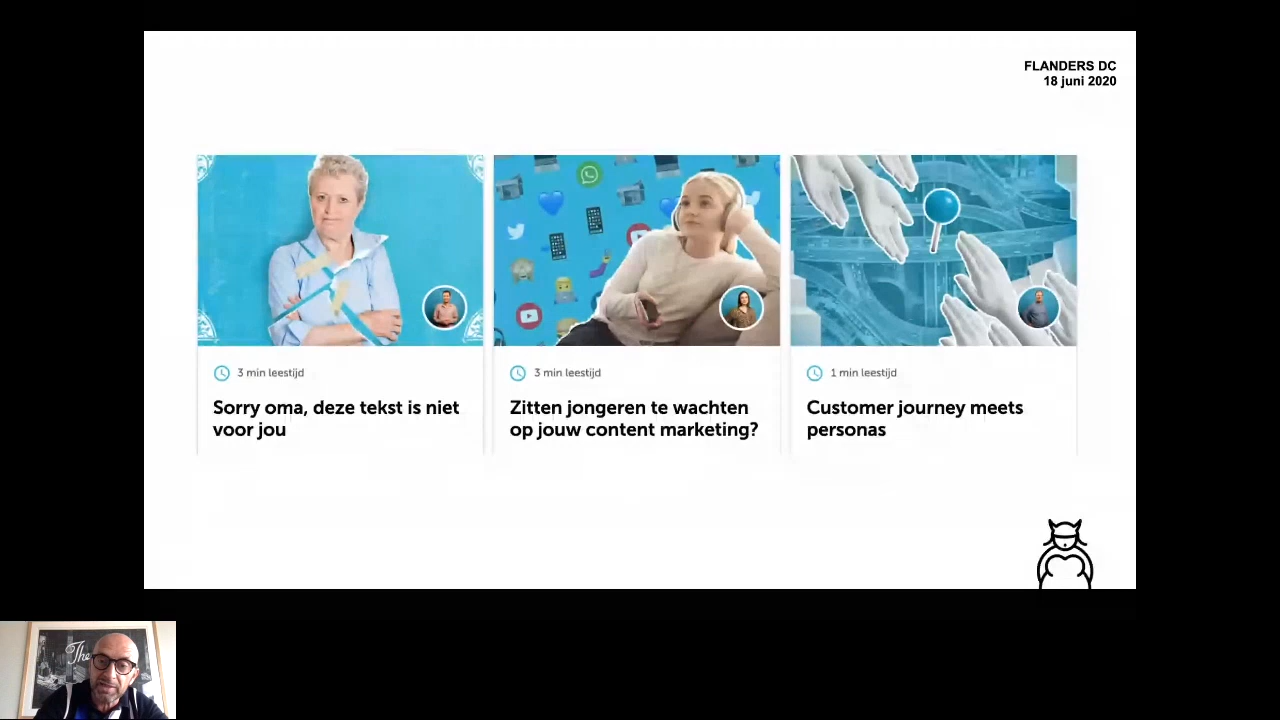 FLANDERS DC
18 juni 2020
3 min leestijd
Sorry oma, deze tekst is niet
voor jou
3 min leestijd
Zitten jongeren te wachten
op jouw content marketing?
1 min leestijd
Customer journey meets
personas
The